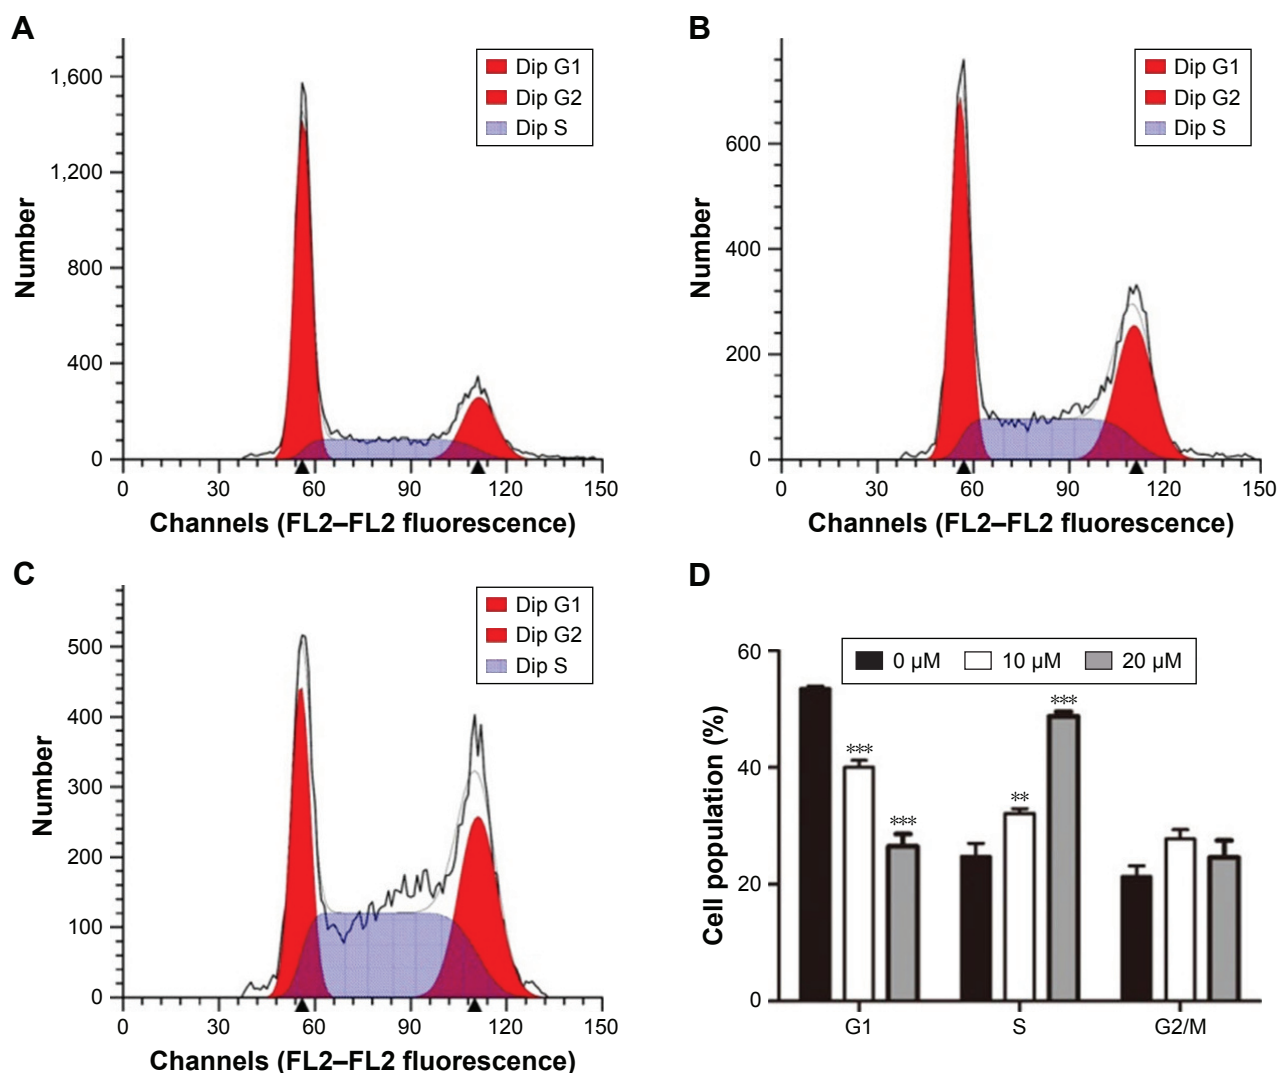 A
Dip G1
Dip G2
Dip S
1,600
1,200
800
400
0
Number
0 30 60 90 120 150
Channels (FL2–FL2 fluorescence)
B
Dip G1
Dip G2
Dip S
600
400
200
0
Number
0 30 60 90 120 150
Channels (FL2–FL2 fluorescence)
C
Dip G1
Dip G2
Dip S
500
400
300
200
100
0
Number
0 30 60 90 120 150
Channels (FL2–FL2 fluorescence)
D
0 µM 10 µM 20 µM
60
40
20
0
Cell population (%)
***
***
**
***
G1 S G2/M